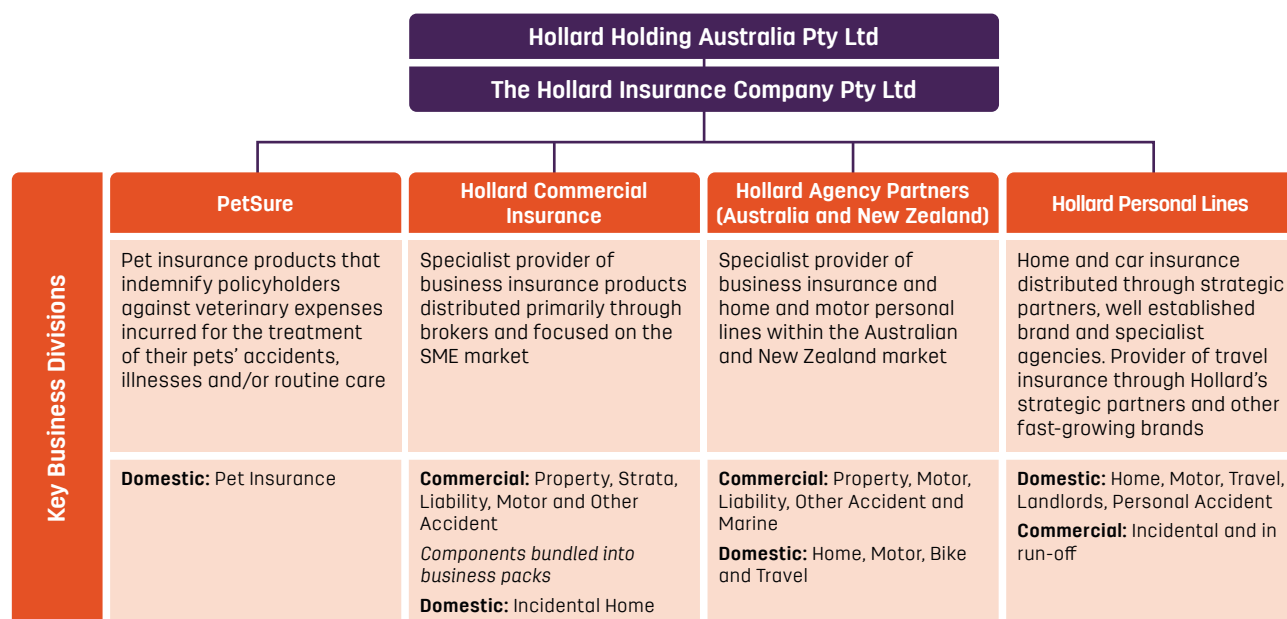 Hollard Holding Australia Pty Ltd
The Hollard Insurance Company Pty Ltd
Key Business Divisions
PetSure
Pet insurance products that
indemnify policyholders
against veterinary expenses
incurred for the treatment
of their pets' accidents,
illnesses and/or routine care
Domestic: Pet Insurance
Hollard Commercial
Insurance
Specialist provider of
business insurance products
distributed primarily through
brokers and focused on the
SME market
Commercial: Property, Strata,
Liability, Motor and Other
Accident
Components bundled into
business packs
Domestic: Incidental Home
Hollard Agency Partners
(Australia and New Zealand)
Specialist provider of
business insurance and
home and motor personal
lines within the Australian
and New Zealand market
Commercial: Property, Motor,
Liability, Other Accident and
Marine
Domestic: Home, Motor, Bike
and Travel
Hollard Personal Lines
Home and car insurance
distributed through strategic
partners, well established
brand and specialist
agencies. Provider of travel
insurance through Hollard's
strategic partners and other
fast-growing brands
Domestic: Home, Motor, Travel,
Landlords, Personal Accident
Commercial: Incidental and in
run-off